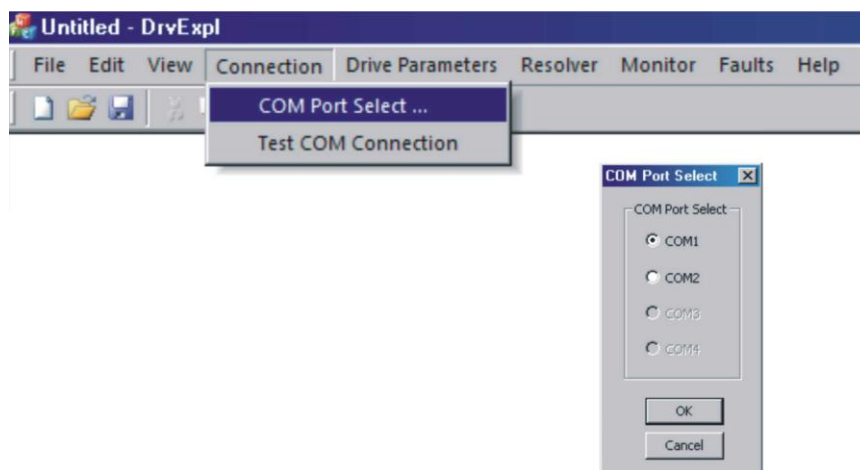 Untitled - DrvExpl
File Edit View Connection Drive Parameters Resolver Monitor Faults Help
COM Port Select ...
Test COM Connection
COM Port Select
COM Port Select
COM1
COM2
COM3
COM4
OK
Cancel